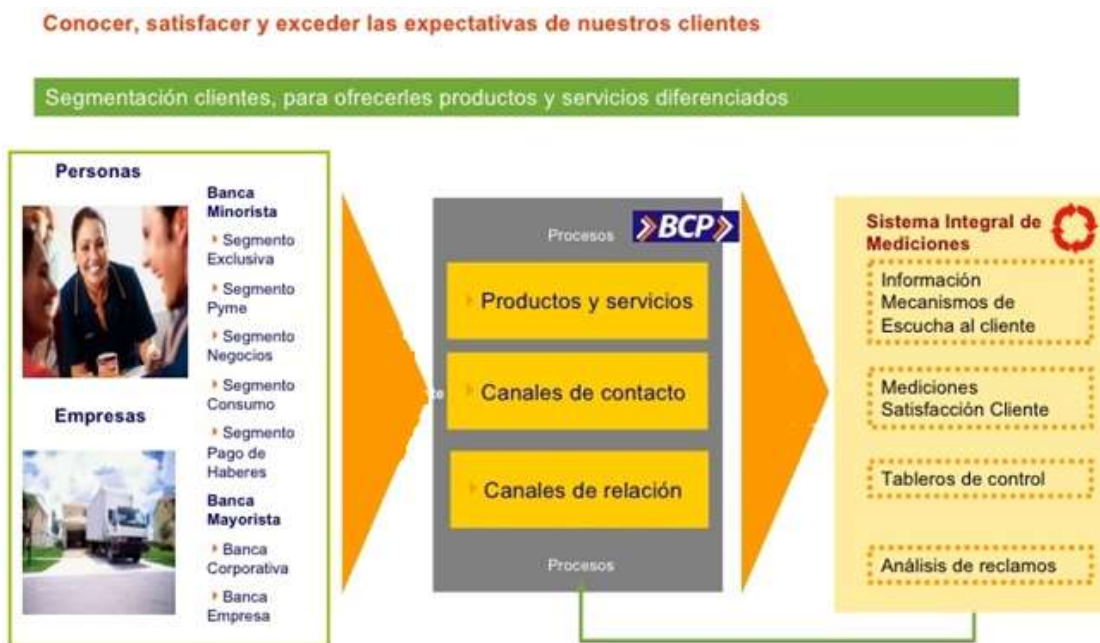 Conocer, satisfacer y exceder las expectativas de nuestros clientes
Segmentación clientes, para ofrecerles productos y servicios diferenciados
Personas
Empresas
Banca
Minorista
Segmento
Exclusiva
Segmento
Pyme
Segmento
Negocios
Segmento
Consumo
Segmento
Pago de
Haberes
Banca
Mayorista
Banca
Corporativa
Banca
Empresa
Procesos
BCP
Productos y servicios
Canales de contacto
Canales de relación
Procesos
Sistema Integral de
Mediciones
Información
Mecanismos de
Escucha al cliente
Mediciones
Satisfacción Cliente
Tableros de control
Análisis de reclamos